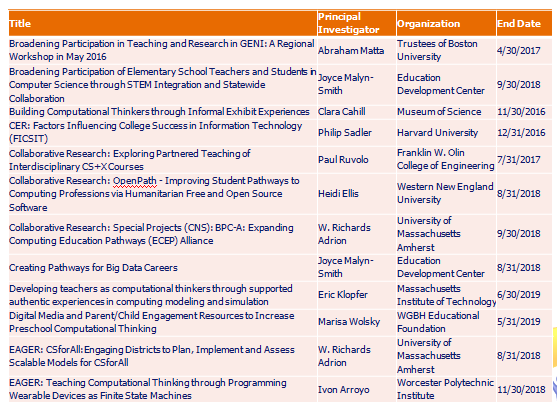 Title
Principal
Investigator
Organization
End Date
Broadening Participation in Teaching and Research in GENI: A Regional
Workshop in May 2016
Abraham Matta
Trustees of Boston
University
4/30/2017
Broadening Participation of Elementary School Teachers and Students in
Computer Science through STEM Integration and Statewide
Collaboration
Joyce Malyn-
Smith
Education
Development Center
9/30/2018
Building Computational Thinkers through Informal Exhibit Experiences
Clara Cahill
Museum of Science
11/30/2016
CER: Factors Influencing College Success in Information Technology
(FICSIT)
Philip Sadler
Harvard University
12/31/2016
Collaborative Research: Exploring Partnered Teaching of
Interdisciplinary CS+X Courses
Paul Ruvolo
Franklin W. Olin
College of Engineering
7/31/2017
Collaborative Research: OpenPath - Improving Student Pathways to
Computing Professions via Humanitarian Free and Open Source
Software
Heidi Ellis
Western New England
University
8/31/2018
Collaborative Research: Special Projects (CNS): BPC-A: Expanding
Computing Education Pathways (ECEP) Alliance
W. Richards
Adrion
University of
Massachusetts
Amherst
9/30/2018
Creating Pathways for Big Data Careers
Joyce Malyn-
Smith
Education
Development Center
8/31/2018
Developing teachers as computational thinkers through supported
authentic experiences in computing modeling and simulation
Eric Klopfer
Massachusetts
Institute of Technology
6/30/2019
Digital Media and Parent/Child Engagement Resources to Increase
Preschool Computational Thinking
Marisa Wolsky
WGBH Educational
Foundation
5/31/2019
EAGER: CSforAll:Engaging Districts to Plan, Implement and Assess
Scalable Models for CSforAll
W. Richards
Adrion
University of
Massachusetts
Amherst
8/31/2018
EAGER: Teaching Computational Thinking through Programming
Wearable Devices as Finite State Machines
Ivon Arroyo
Worcester Polytechnic
Institute
11/30/2018